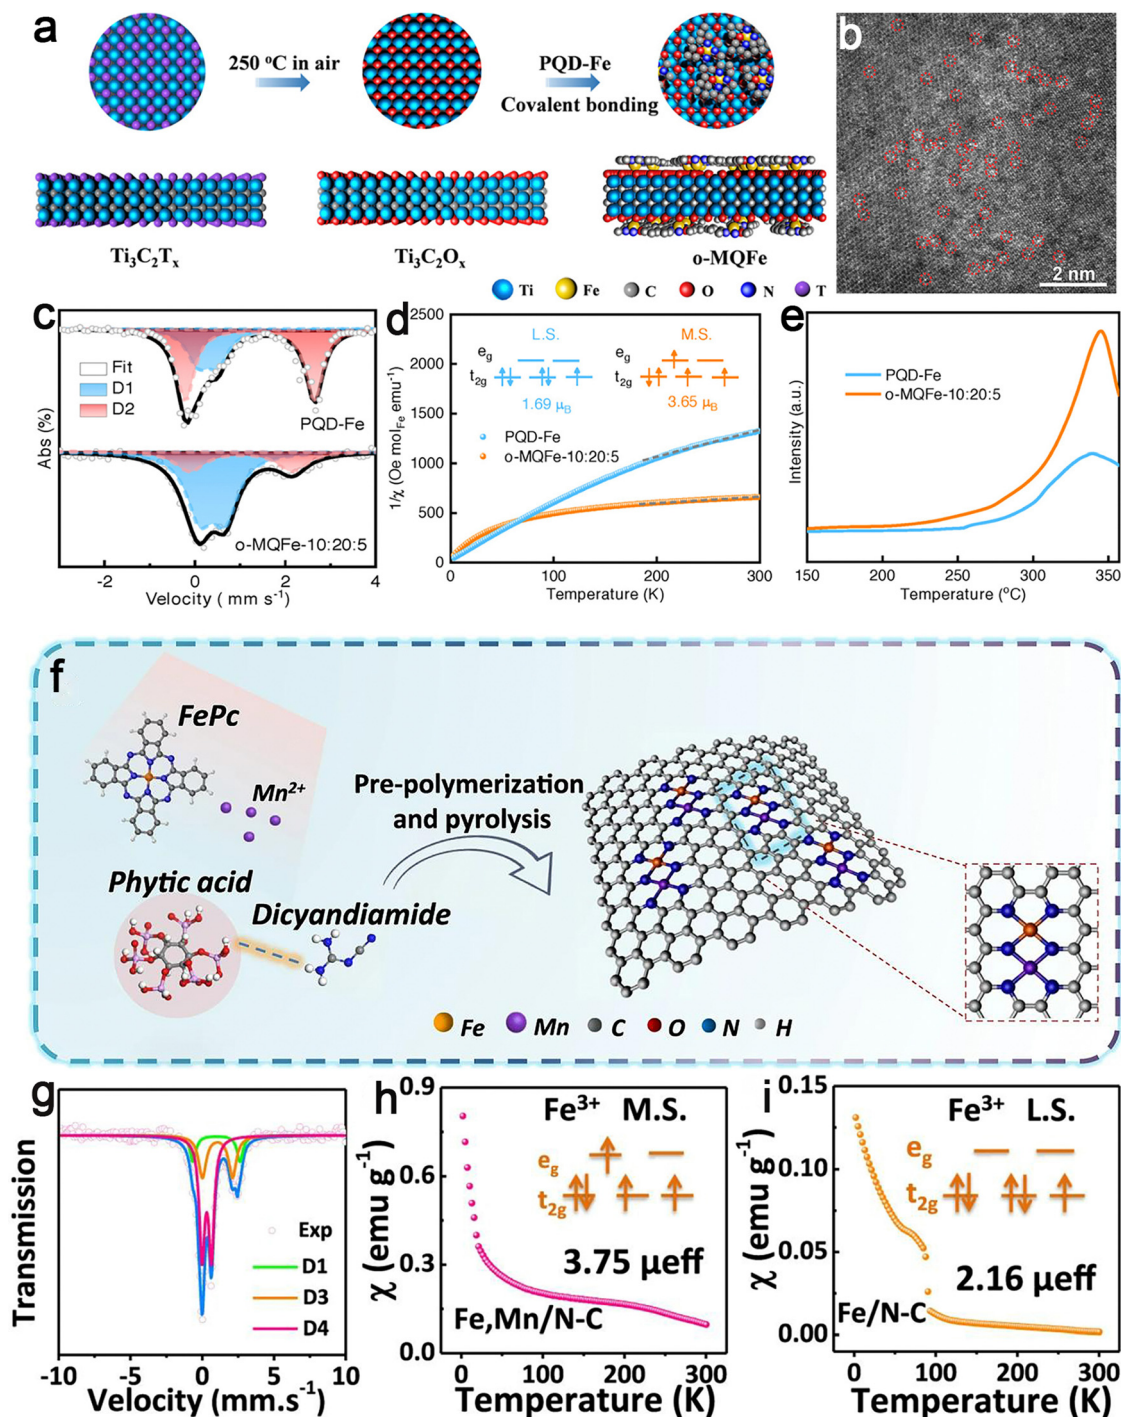 a
250 °C in air
PQD-Fe
Covalent bonding
Ti3C2Tx
Ti3C2Ox
o-MQFe
Ti Fe C O N T
b
2 nm
c
Fit
D1
D2
PQD-Fe
o-MQFe-10:20:5
Abs (%)
-2 0 2 4
Velocity ( mm s⁻¹)
d
2500
2000
1500
1000
500
0
L.S. M.S.
eg eg
t2g t2g
1.69 μB 3.65 μB
PQD-Fe
o-MQFe-10:20:5
1/χ (Oe molFe emu⁻¹)
0 100 200 300
Temperature (K)
e
PQD-Fe
o-MQFe-10:20:5
Intensity (a.u.)
150 200 250 300 350
Temperature (°C)
f
FePc
Mn²⁺
Phytic acid
Dicyandiamide
Pre-polymerization
and pyrolysis
Fe Mn C O N H
g
Transmission
Exp
D1
D3
D4
-10 -5 0 5 10
Velocity (mm.s⁻¹)
h
0.9
0.6
0.3
0.0
χ (emu g⁻¹)
Fe³⁺ M.S.
eg
t2g
3.75 μeff
Fe,Mn/N-C
0 100 200 300
Temperature (K)
i
0.15
0.10
0.05
0.00
χ (emu g⁻¹)
Fe³⁺ L.S.
eg
t2g
2.16 μeff
Fe/N-C
0 100 200 300
Temperature (K)